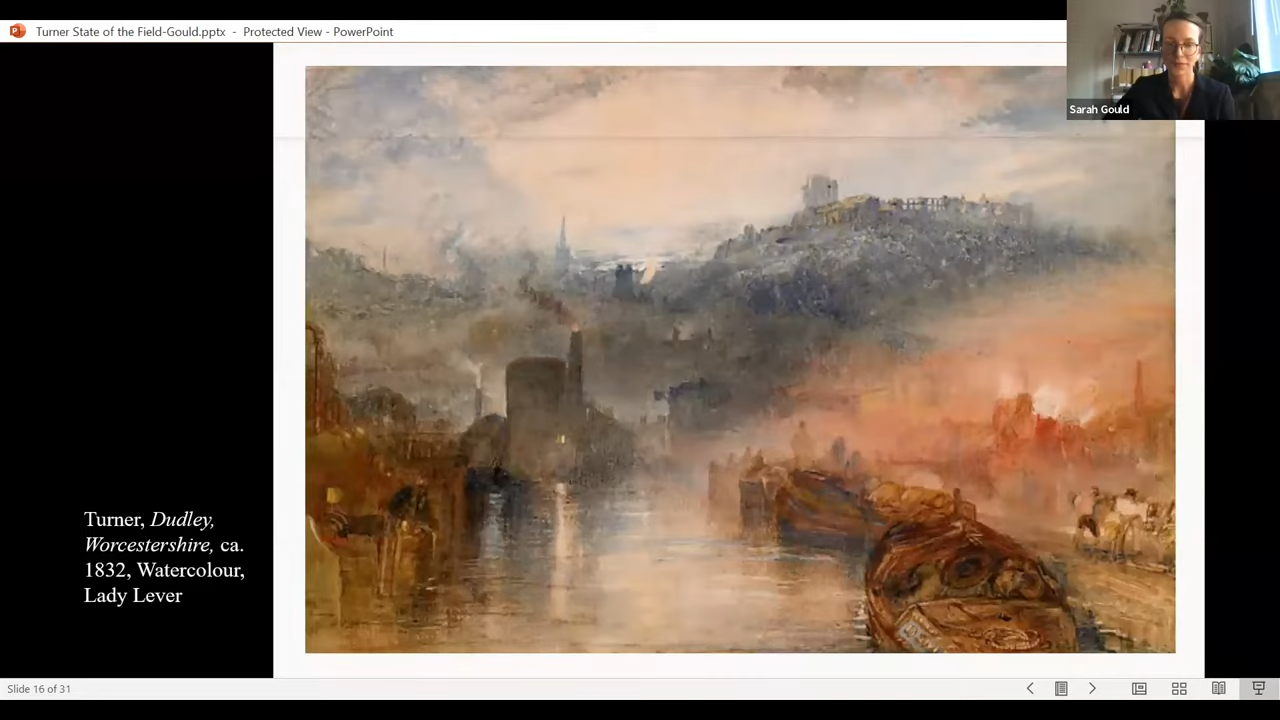 Turner State of the Field-Gould.pptx - Protected View - PowerPoint
Sarah Gould
Turner, Dudley,
Worcestershire, ca.
1832, Watercolour,
Lady Lever
Slide 16 of 31